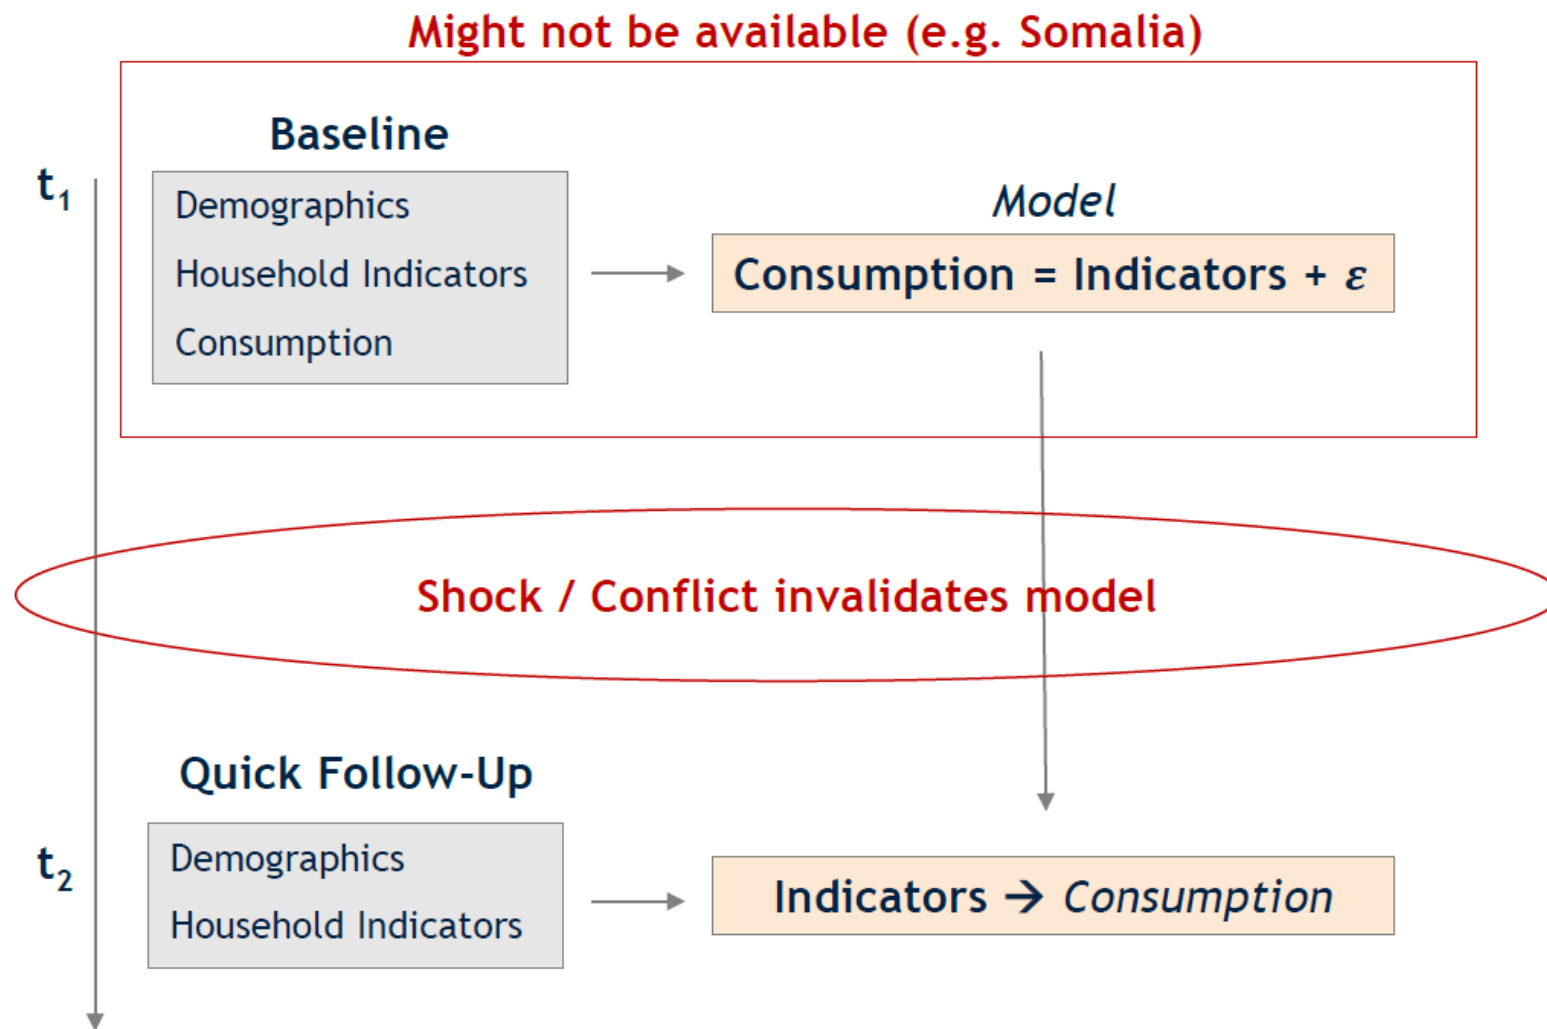 Might not be available (e.g. Somalia)
Baseline
t₁
Demographics
Household Indicators
Consumption
Model
Consumption = Indicators + ε
Shock / Conflict invalidates model
Quick Follow-Up
t₂
Demographics
Household Indicators
Indicators → Consumption